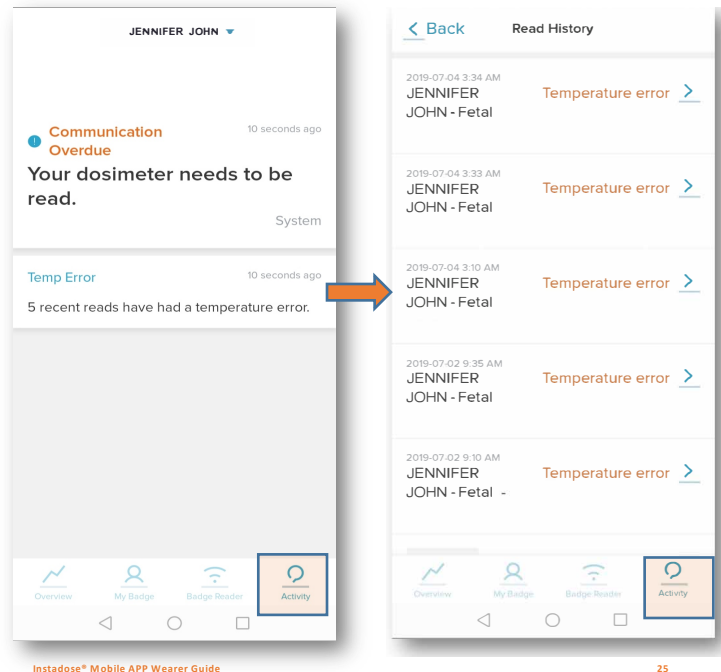 JENNIFER JOHN
Communication
Overdue
10 seconds ago
Your dosimeter needs to be
read.
System
Temp Error
10 seconds ago
5 recent reads have had a temperature error.
Overview
My Badge
Badge Reader
Activity
Back
Read History
2019-07-04 3:34 AM
JENNIFER
JOHN - Fetal
Temperature error
2019-07-04 3:33 AM
JENNIFER
JOHN - Fetal
Temperature error
2019-07-04 3:10 AM
JENNIFER
JOHN - Fetal
Temperature error
2019-07-02 9:35 AM
JENNIFER
JOHN - Fetal
Temperature error
2019-07-02 9:10 AM
JENNIFER
JOHN - Fetal -
Temperature error
Overview
My Badge
Badge Reader
Activity
Instadose® Mobile APP Wearer Guide
25